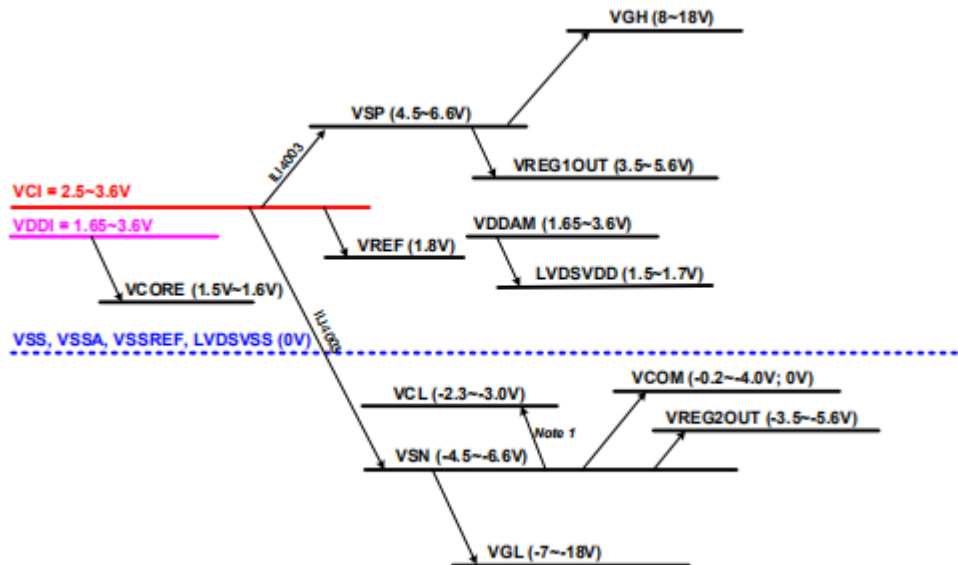 VGH (8~18V)
VSP (4.5~6.6V)
ILI4003
VREG1OUT (3.5~5.6V)
VCI = 2.5~3.6V
VDDI = 1.65~3.6V
VDDAM (1.65~3.6V)
VREF (1.8V)
LVDSVDD (1.5~1.7V)
VCORE (1.5V~1.6V)
ILI4003
VSS, VSSA, VSSREF, LVDSVSS (0V)
VCOM (-0.2~-4.0V; 0V)
VCL (-2.3~-3.0V)
VREG2OUT (-3.5~-5.6V)
Note 1
VSN (-4.5~-6.6V)
VGL (-7~-18V)